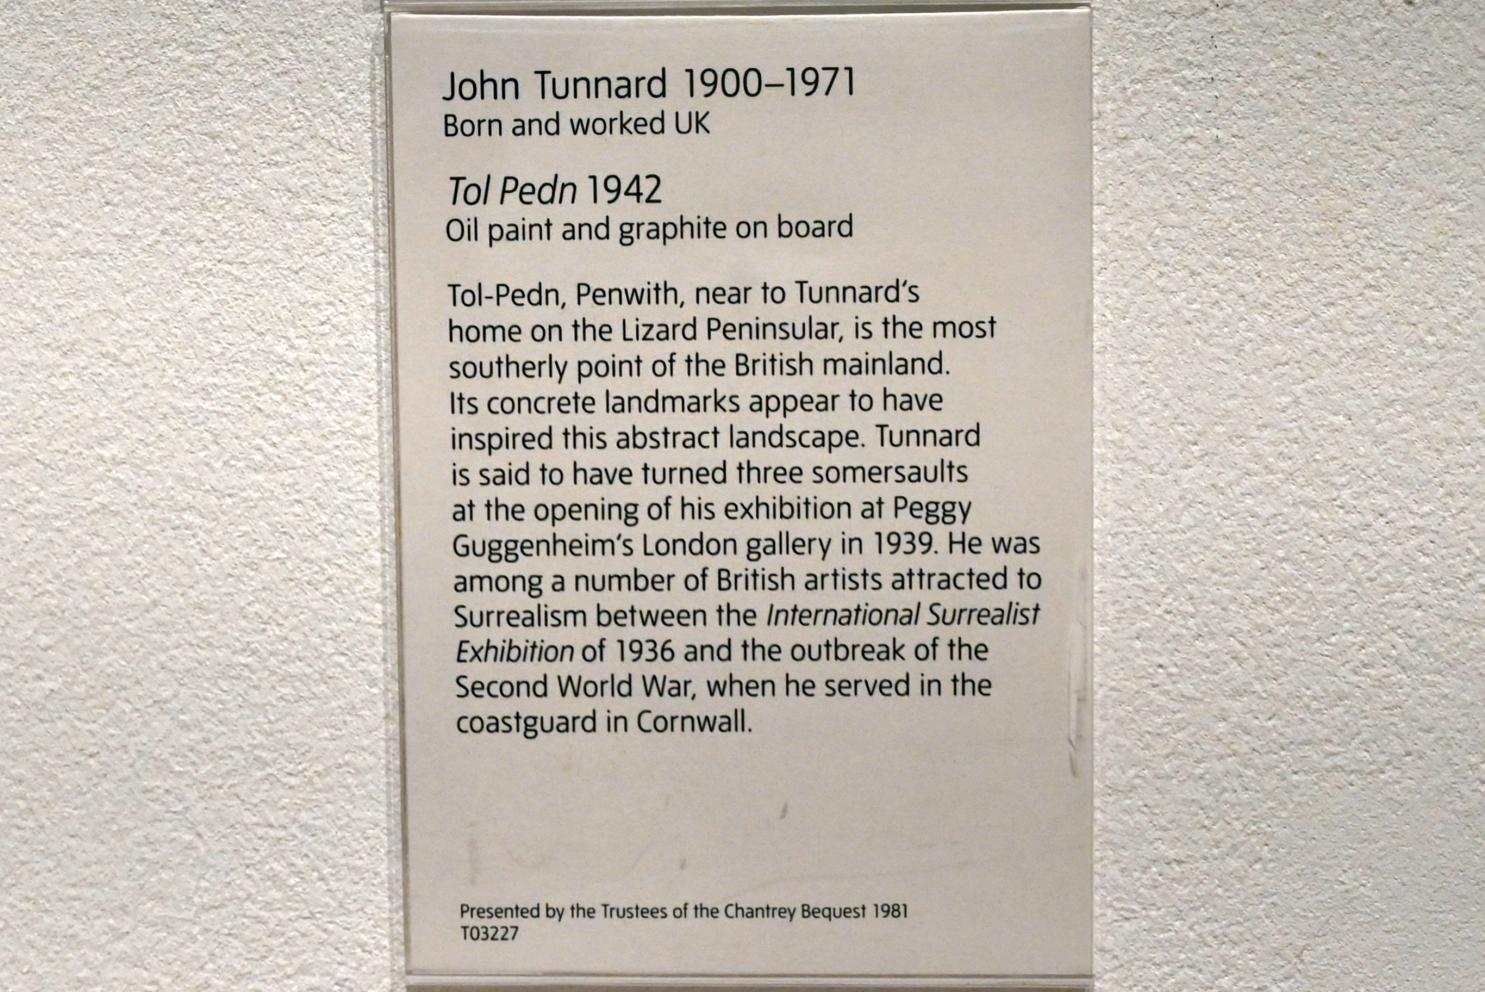 John Tunnard 1900–1971
Born and worked UK
Tol Pedn 1942
Oil paint and graphite on board
Tol-Pedn, Penwith, near to Tunnard's
home on the Lizard Peninsular, is the most
southerly point of the British mainland.
Its concrete landmarks appear to have
inspired this abstract landscape. Tunnard
is said to have turned three somersaults
at the opening of his exhibition at Peggy
Guggenheim's London gallery in 1939. He was
among a number of British artists attracted to
Surrealism between the International Surrealist
Exhibition of 1936 and the outbreak of the
Second World War, when he served in the
coastguard in Cornwall.
Presented by the Trustees of the Chantrey Bequest 1981
T03227